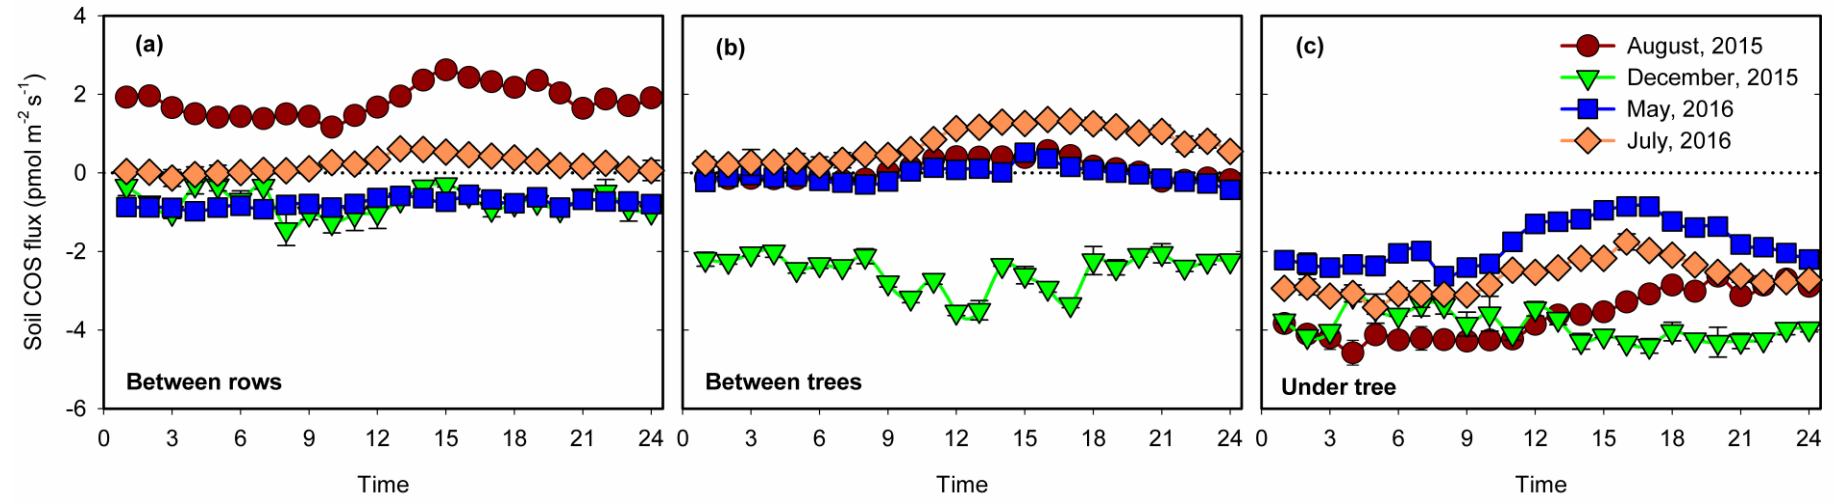 Soil COS flux (pmol m⁻² s⁻¹)
4
2
0
-2
-4
-6
(a)
Between rows
0 3 6 9 12 15 18 21 24
Time
(b)
Between trees
0 3 6 9 12 15 18 21 24
Time
(c)
August, 2015
December, 2015
May, 2016
July, 2016
Under tree
0 3 6 9 12 15 18 21 24
Time